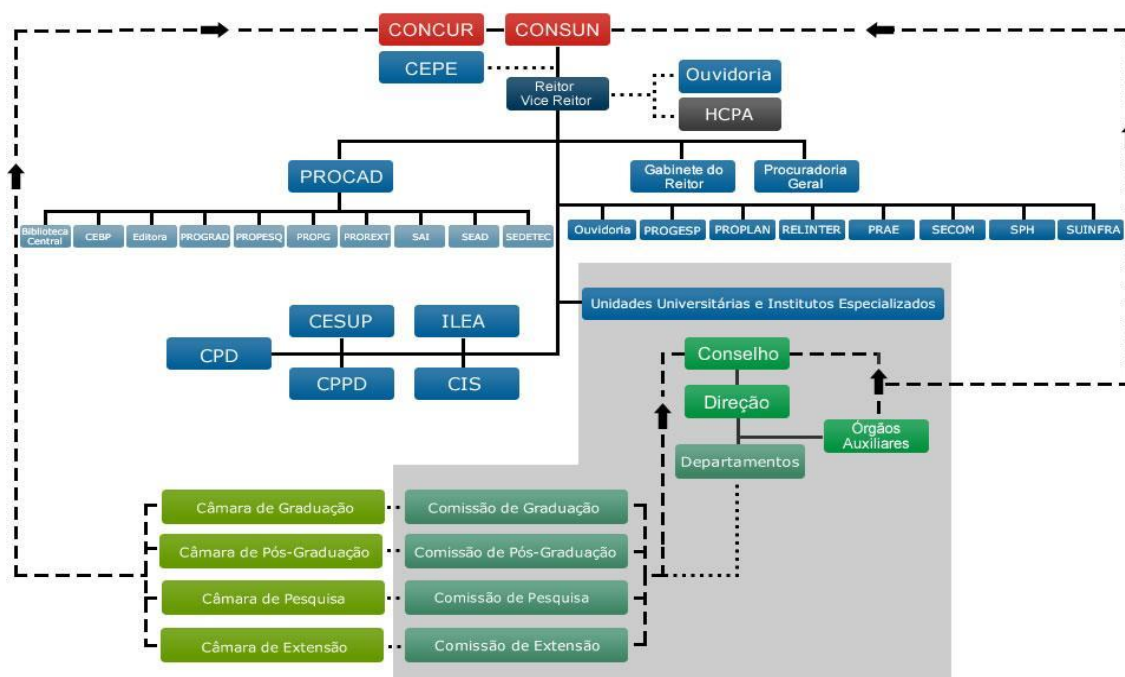 CONCUR
CONSUN
CEPE
Reitor
Vice Reitor
Ouvidoria
HCPA
PROCAD
Gabinete do
Reitor
Procuradoria
Geral
Biblioteca
Central
CEBP
Editora
PROGRAD
PROPESQ
PROPG
PROREXT
SAI
SEAD
SEDETEC
Ouvidoria
PROGESP
PROPLAN
RELINTER
PRAE
SECOM
SPH
SUINFRA
Unidades Universitárias e Institutos Especializados
CESUP
ILEA
CPD
CPPD
CIS
Conselho
Direção
Órgãos
Auxiliares
Departamentos
Câmara de Graduação
Comissão de Graduação
Câmara de Pós-Graduação
Comissão de Pós-Graduação
Câmara de Pesquisa
Comissão de Pesquisa
Câmara de Extensão
Comissão de Extensão